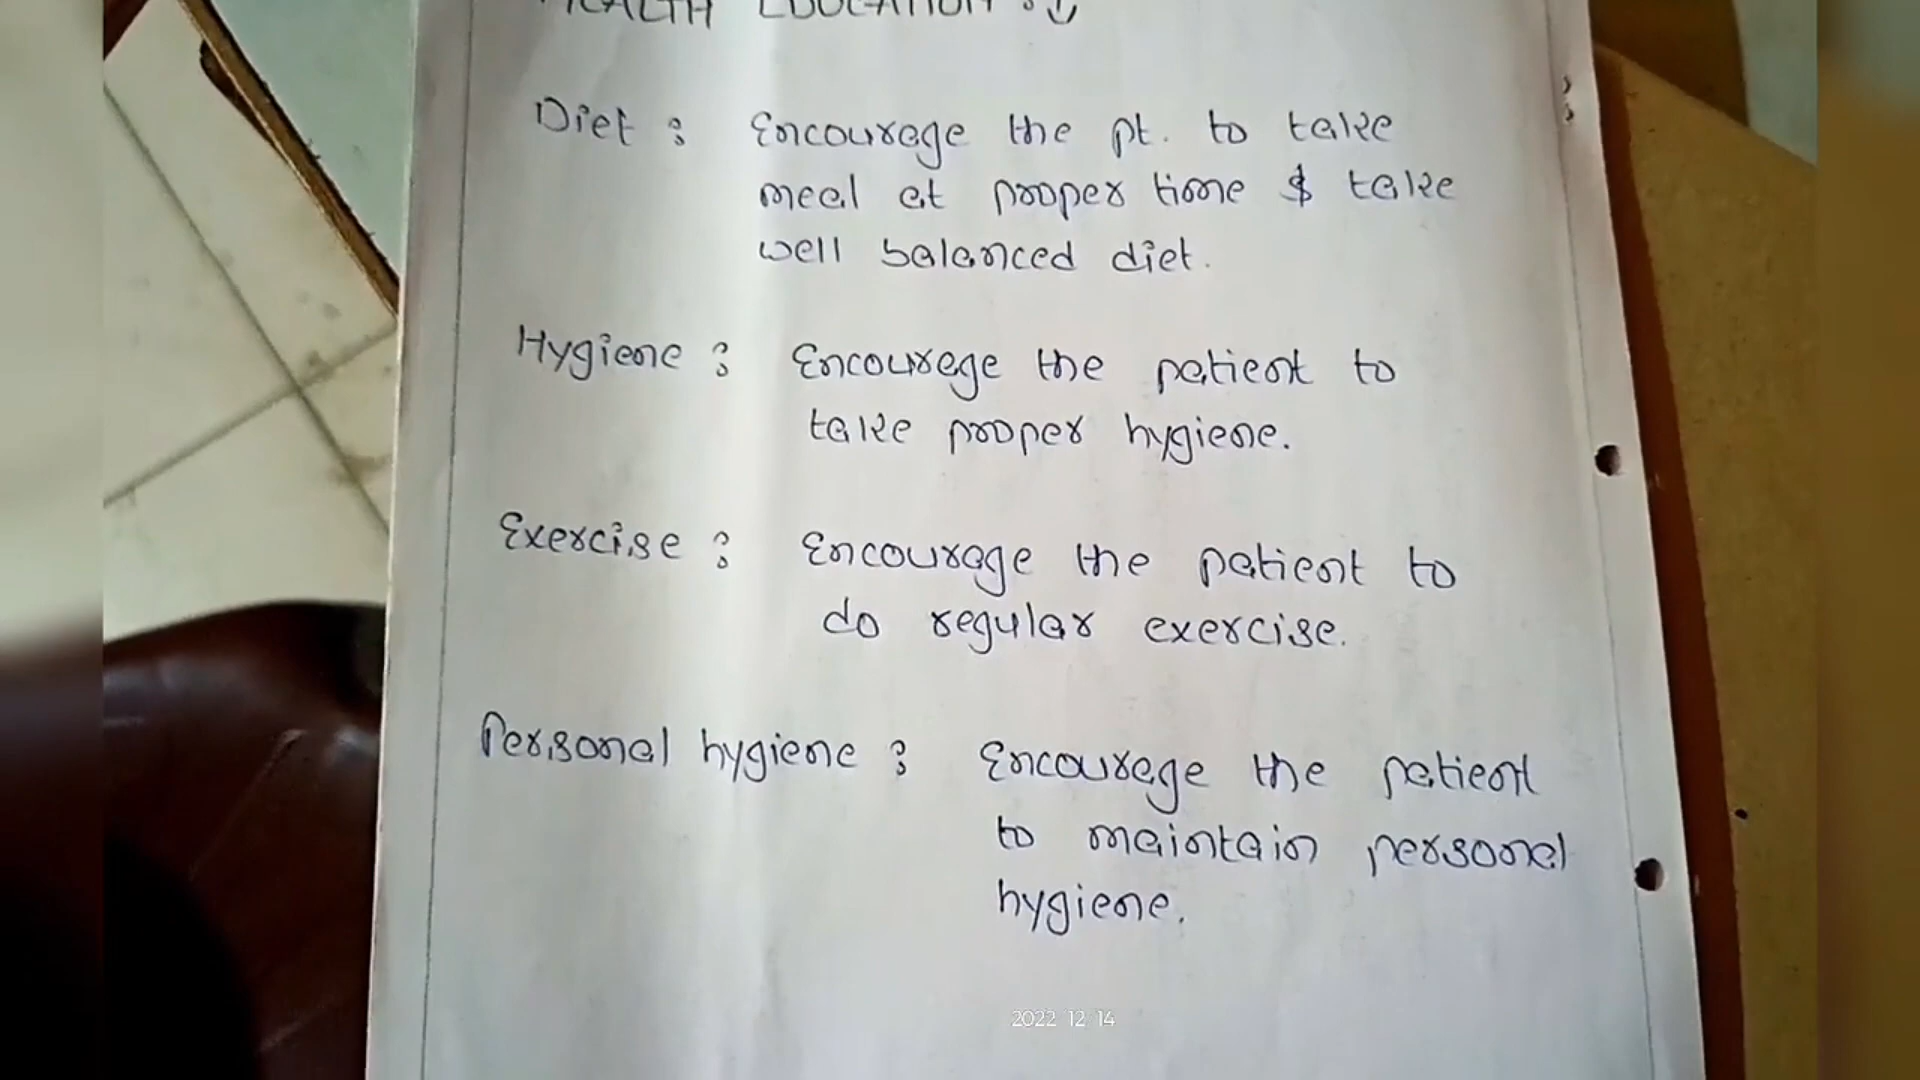 HEALTH EDUCATION :
Diet : Encourage the pt. to take
meal at proper time & take
well balanced diet.
Hygiene : Encourage the patient to
take proper hygiene.
Exercise : Encourage the patient to
do regular exercise.
Personal hygiene : Encourage the patient
to maintain personal
hygiene.
2022 12 14